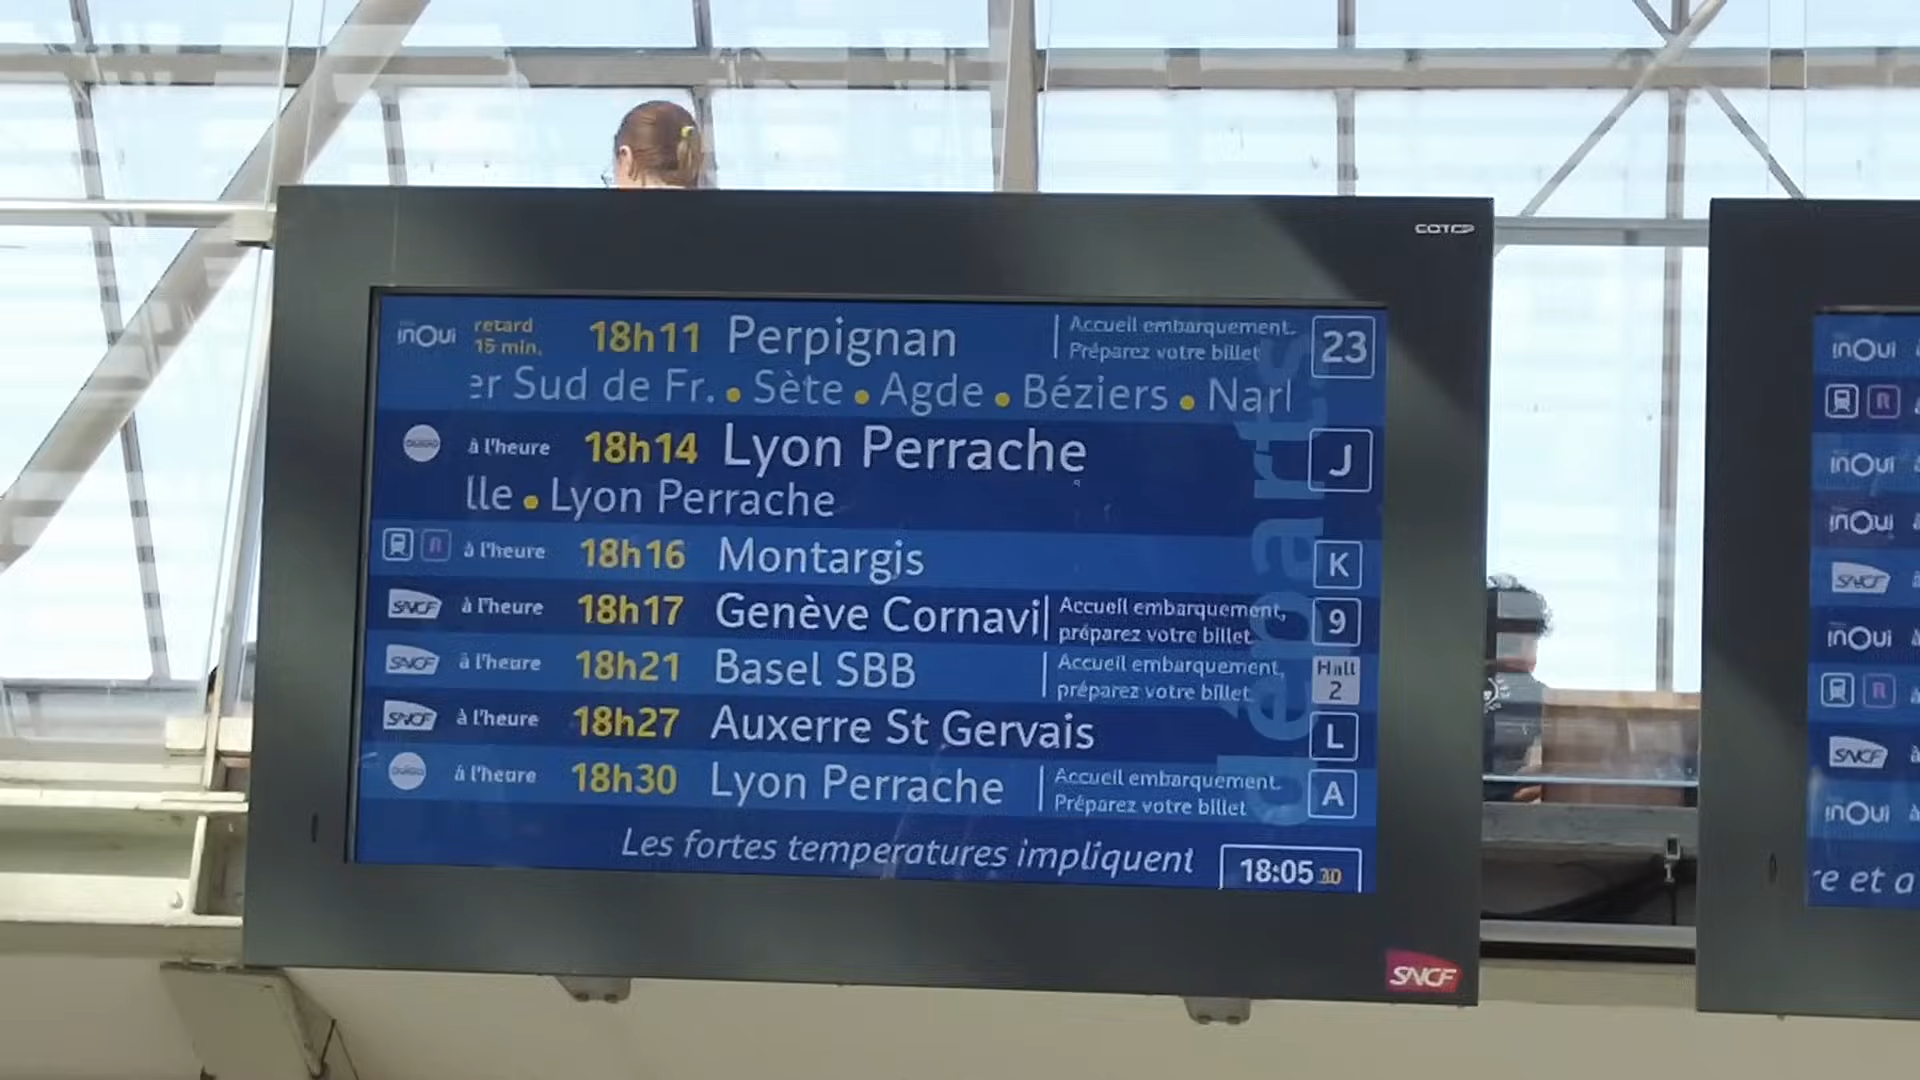 COTEP
inOui retard 15 min. 18h11 Perpignan Accueil embarquement. Préparez votre billet 23
er Sud de Fr. • Sète • Agde • Béziers • Narl
OUIGO à l'heure 18h14 Lyon Perrache J
lle • Lyon Perrache
R à l'heure 18h16 Montargis K
SNCF à l'heure 18h17 Genève Cornavi Accueil embarquement, préparez votre billet 9
SNCF à l'heure 18h21 Basel SBB Accueil embarquement, préparez votre billet Hall 2
SNCF à l'heure 18h27 Auxerre St Gervais L
OUIGO à l'heure 18h30 Lyon Perrache Accueil embarquement. Préparez votre billet A
départs
Les fortes temperatures impliquent 18:05 30
SNCF
inOui
R
inOui
inOui
SNCF
inOui
R
SNCF
inOui
re et a